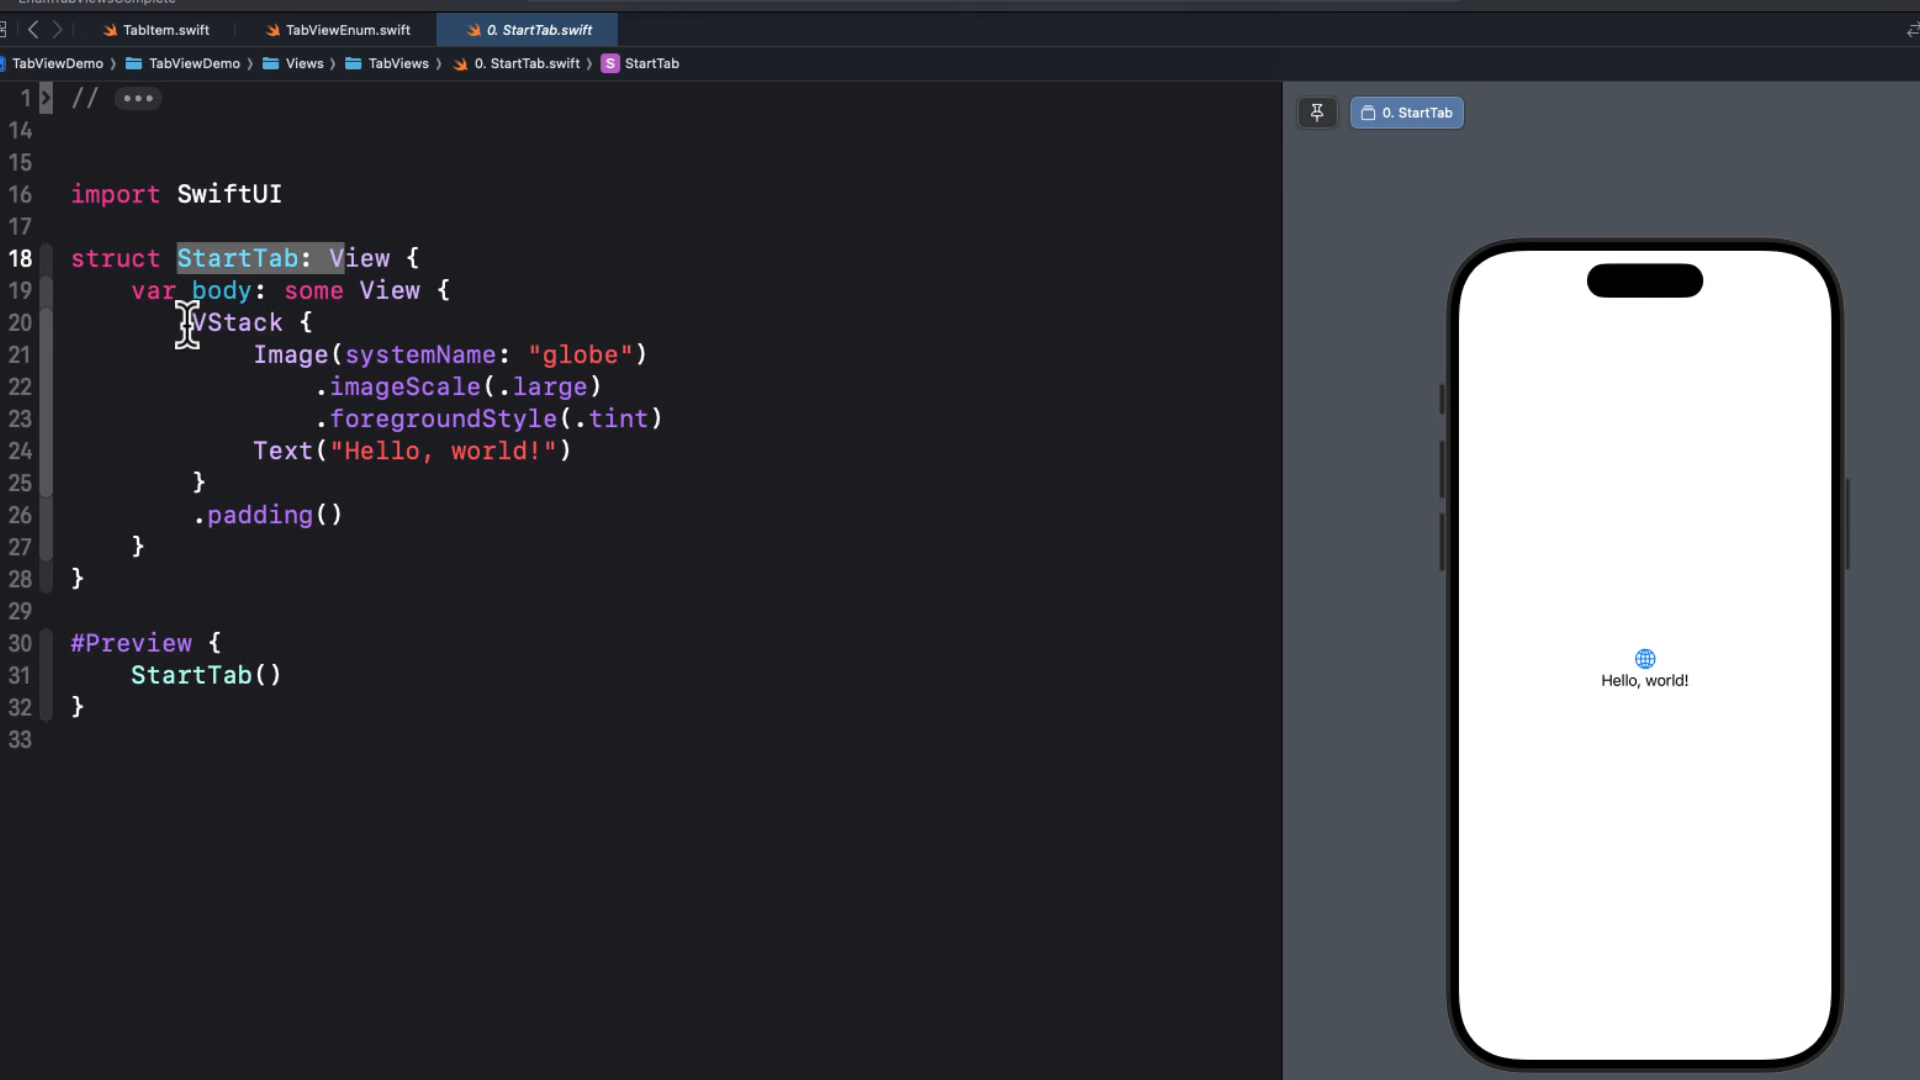 EnumTabViewsComplete
TabItem.swift
TabViewEnum.swift
0. StartTab.swift
TabViewDemo 〉 TabViewDemo 〉 Views 〉 TabViews 〉 0. StartTab.swift 〉 S StartTab
1 // •••
14
15
16 import SwiftUI
17
18 struct StartTab: View {
19 var body: some View {
20 VStack {
21 Image(systemName: "globe")
22 .imageScale(.large)
23 .foregroundStyle(.tint)
24 Text("Hello, world!")
25 }
26 .padding()
27 }
28 }
29
30 #Preview {
31 StartTab()
32 }
33
0. StartTab
Hello, world!